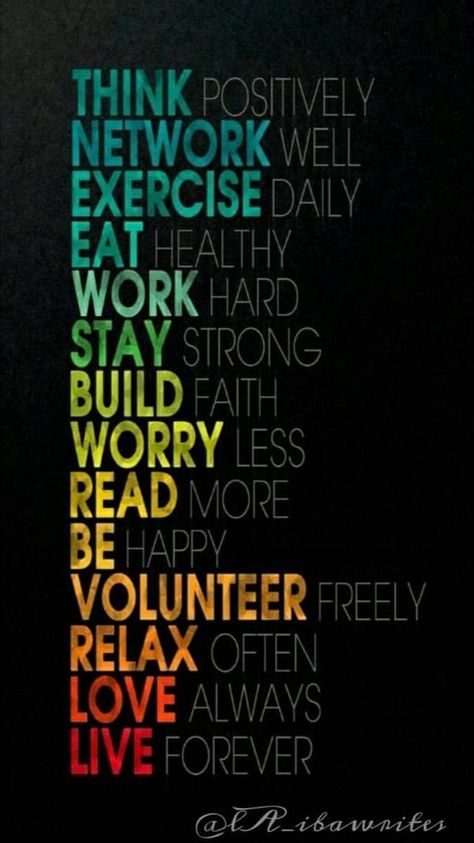 THINK POSITIVELY
NETWORK WELL
EXERCISE DAILY
EAT HEALTHY
WORK HARD
STAY STRONG
BUILD FAITH
WORRY LESS
READ MORE
BE HAPPY
VOLUNTEER FREELY
RELAX OFTEN
LOVE ALWAYS
LIVE FOREVER
@lA_ibawrites